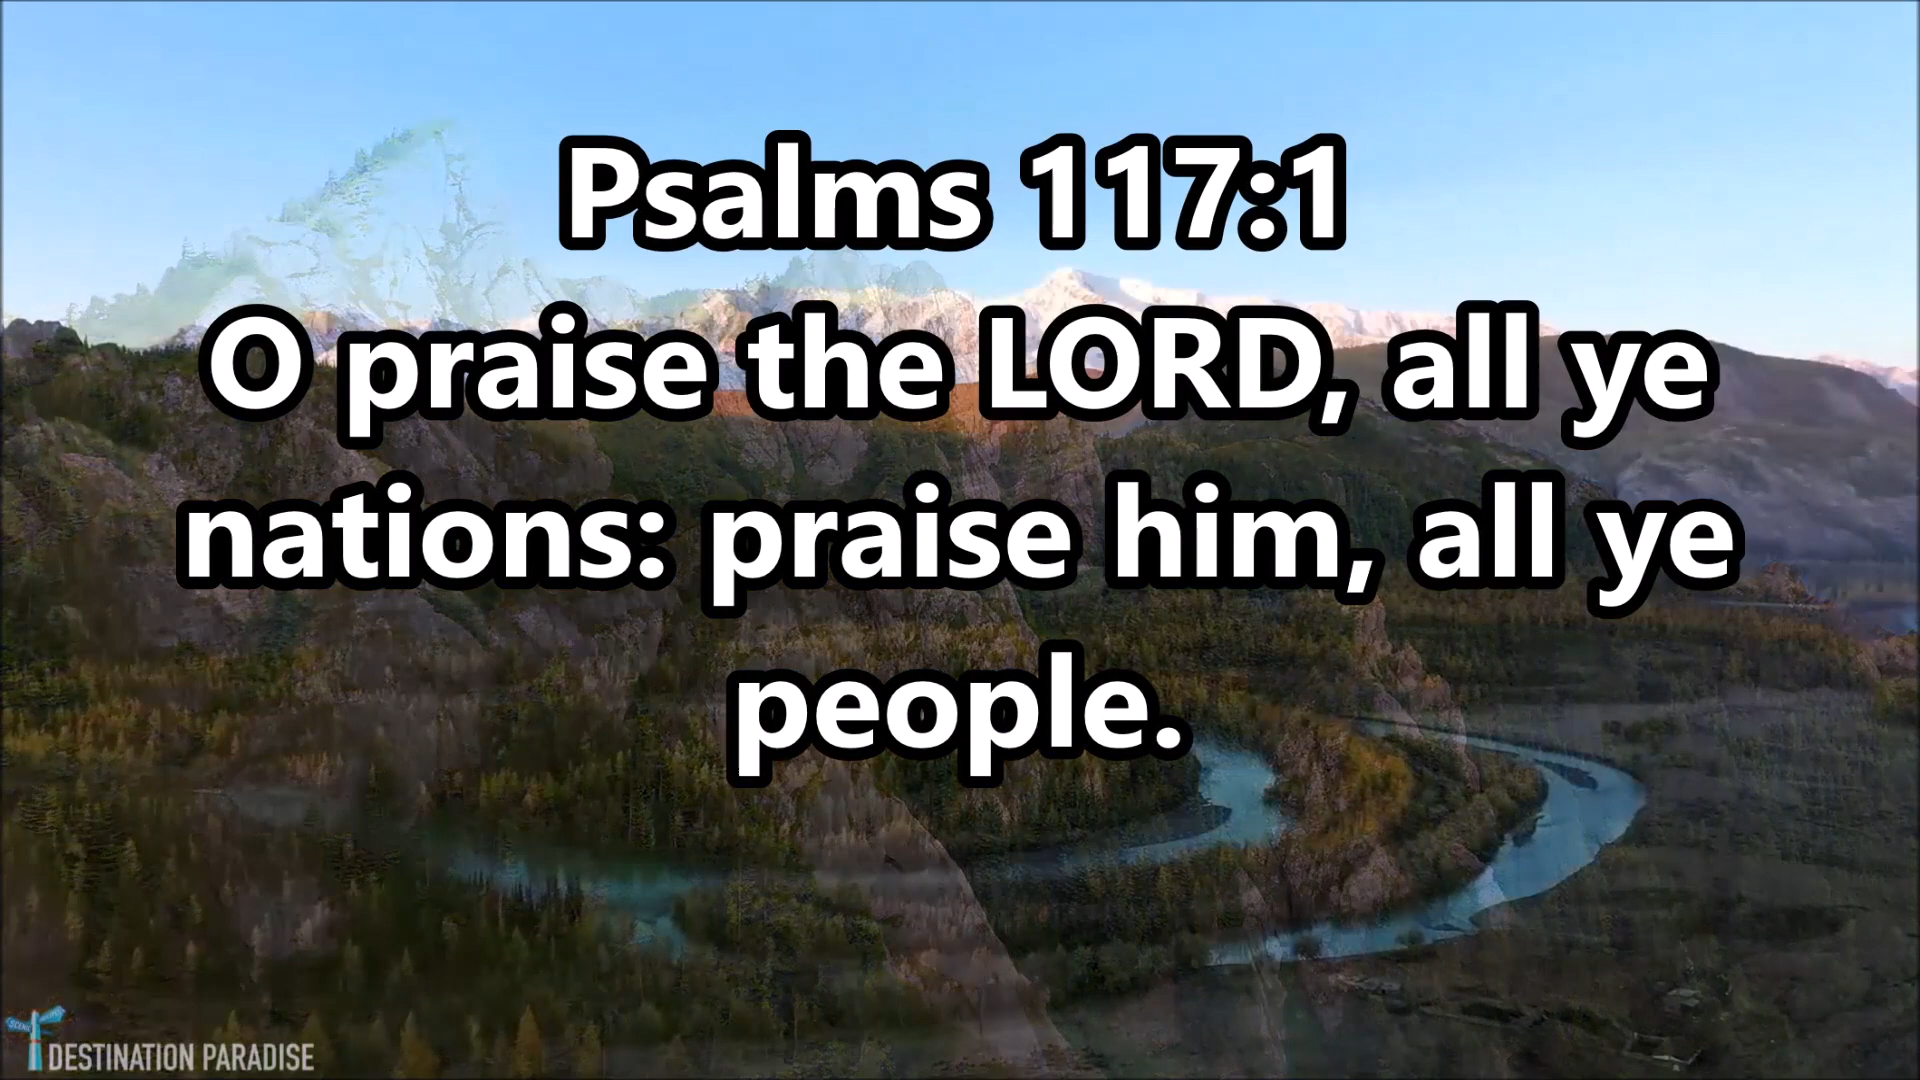 Psalms 117:1
O praise the LORD, all ye
nations: praise him, all ye
people.
DESTINATION PARADISE